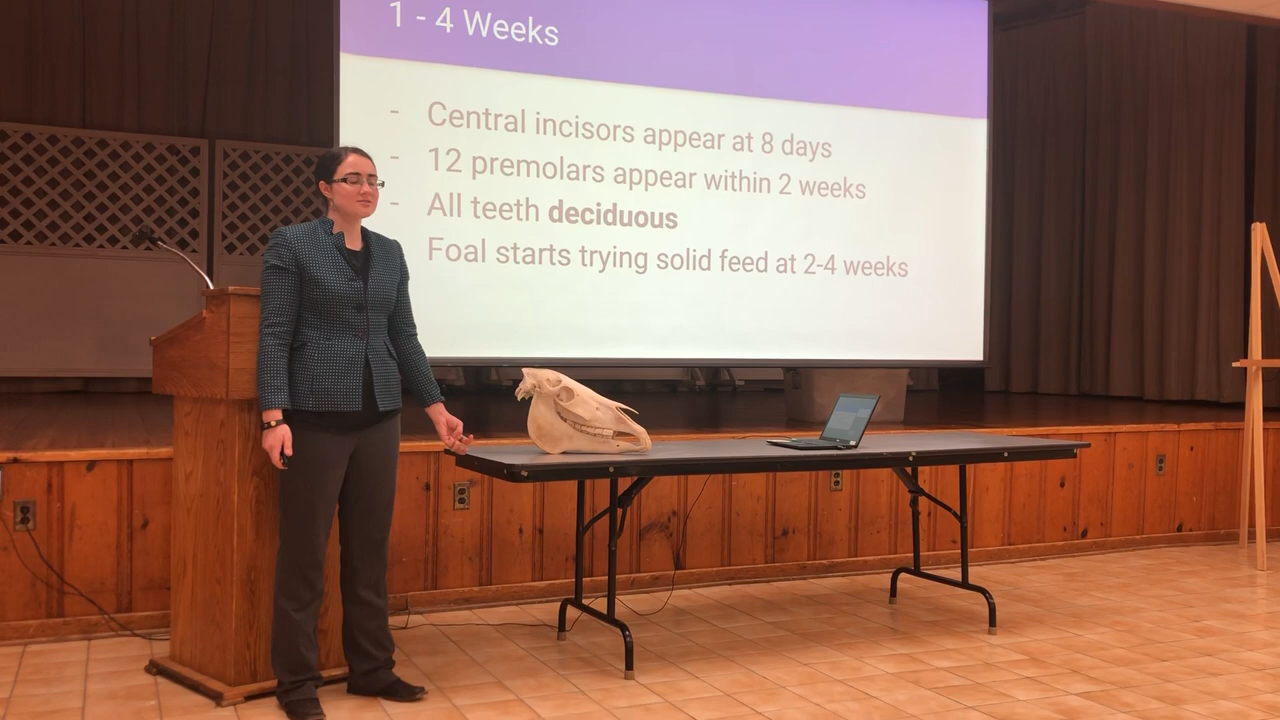 1 - 4 Weeks
- Central incisors appear at 8 days
- 12 premolars appear within 2 weeks
- All teeth deciduous
Foal starts trying solid feed at 2-4 weeks